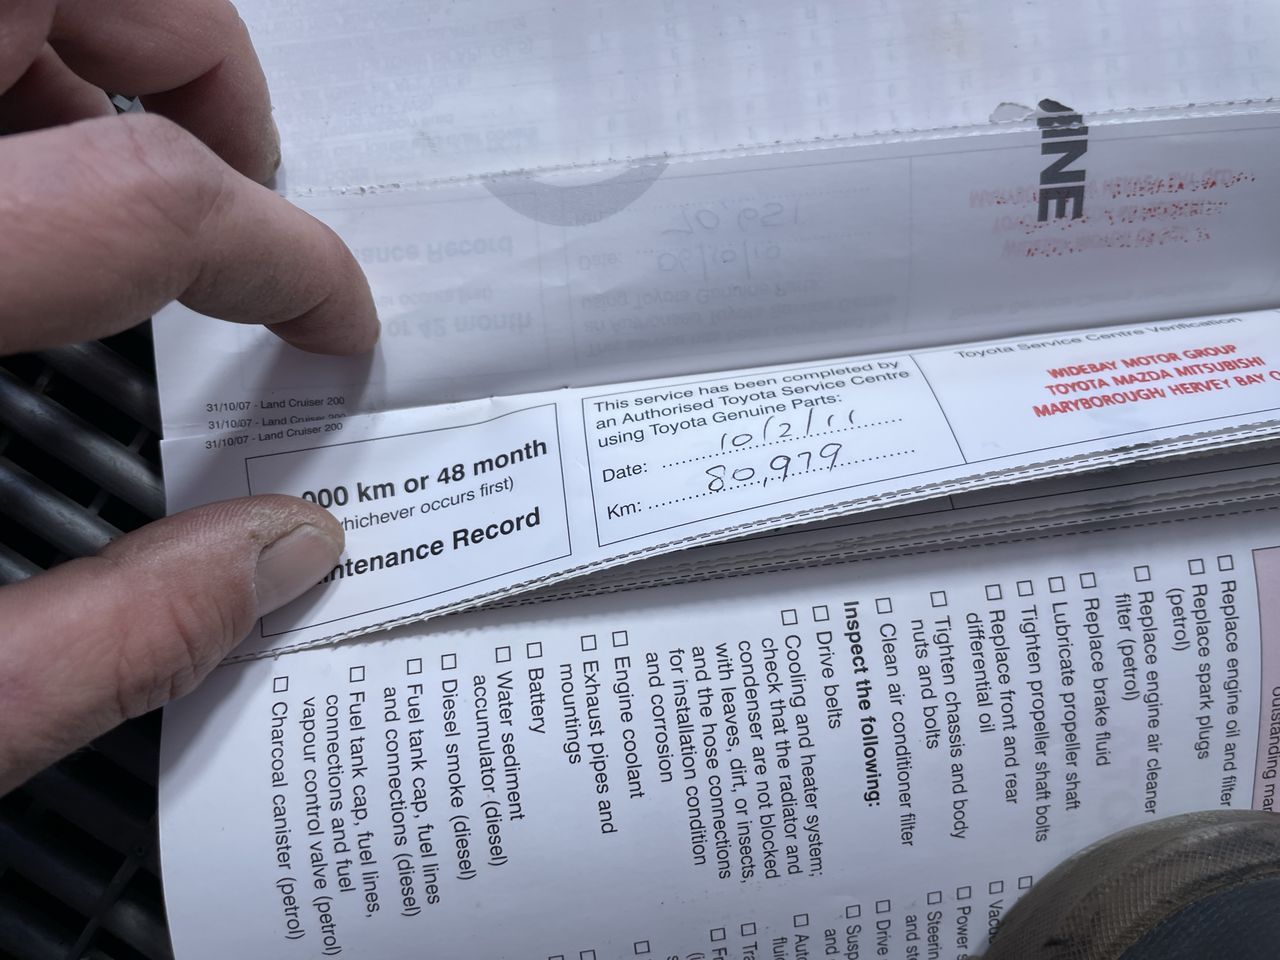 31/10/07 - Land Cruiser 200
31/10/07 - Land Cruiser 200
31/10/07 - Land Cruiser 200
000 km or 48 month
whichever occurs first)
Maintenance Record
This service has been completed by
an Authorised Toyota Service Centre
using Toyota Genuine Parts:
Date: 10/2/11
Km: 80,979
Toyota Service Centre Verification
WIDEBAY MOTOR GROUP
TOYOTA MAZDA MITSUBISHI
MARYBOROUGH/ HERVEY BAY
☐ Replace engine oil and filter
☐ Replace spark plugs
(petrol)
☐ Replace engine air cleaner
filter (petrol)
☐ Replace brake fluid
☐ Lubricate propeller shaft
☐ Tighten propeller shaft bolts
☐ Replace front and rear
differential oil
☐ Tighten chassis and body
nuts and bolts
☐ Clean air conditioner filter
Inspect the following:
☐ Drive belts
☐ Cooling and heater system;
check that the radiator and
condenser are not blocked
with leaves, dirt, or insects,
and the hose connections
for installation condition
and corrosion
☐ Engine coolant
☐ Exhaust pipes and
mountings
☐ Battery
☐ Water sediment
accumulator (diesel)
☐ Diesel smoke (diesel)
☐ Fuel tank cap, fuel lines
and connections (diesel)
☐ Fuel tank cap, fuel lines,
connections and fuel
vapour control valve (petrol)
☐ Charcoal canister (petrol)